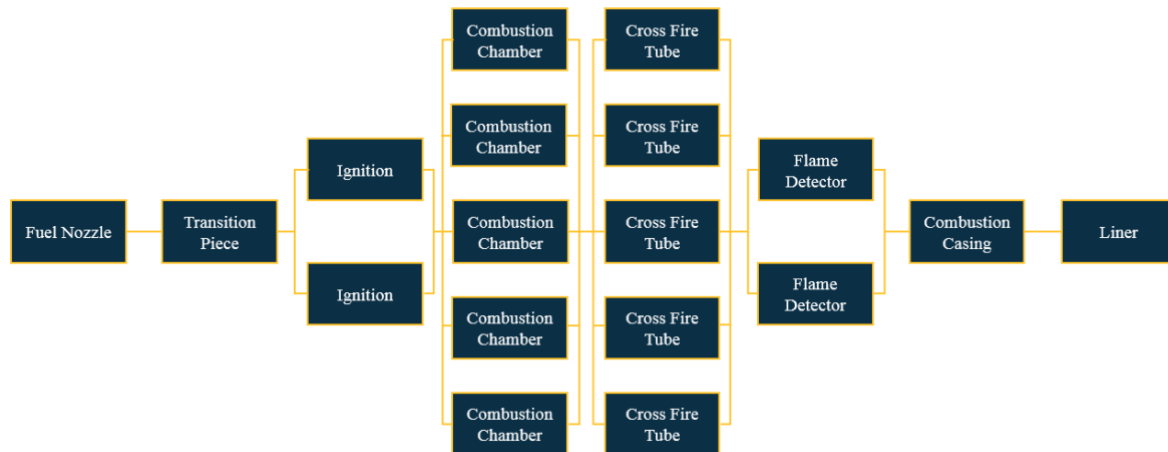 Fuel Nozzle
Transition
Piece
Ignition
Ignition
Combustion
Chamber
Combustion
Chamber
Combustion
Chamber
Combustion
Chamber
Combustion
Chamber
Cross Fire
Tube
Cross Fire
Tube
Cross Fire
Tube
Cross Fire
Tube
Cross Fire
Tube
Flame
Detector
Flame
Detector
Combustion
Casing
Liner